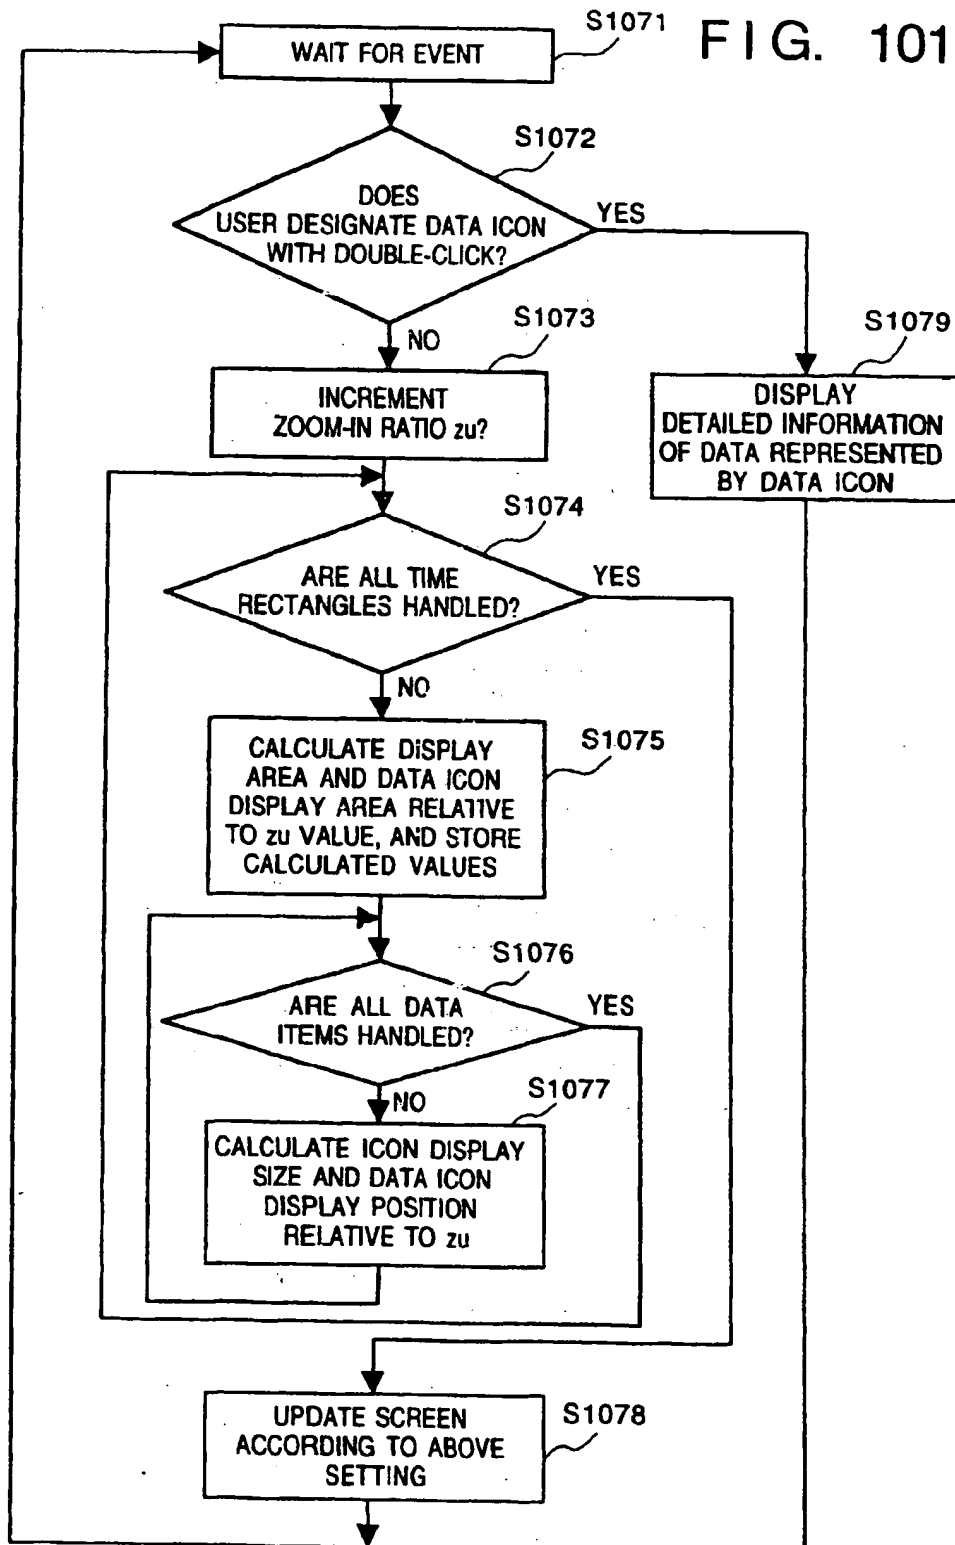 FIG. 101
S1071
WAIT FOR EVENT
S1072
DOES
USER DESIGNATE DATA ICON
WITH DOUBLE-CLICK?
YES
NO
S1073
INCREMENT
ZOOM-IN RATIO zu?
S1079
DISPLAY
DETAILED INFORMATION
OF DATA REPRESENTED
BY DATA ICON
S1074
ARE ALL TIME
RECTANGLES HANDLED?
YES
NO
S1075
CALCULATE DISPLAY
AREA AND DATA ICON
DISPLAY AREA RELATIVE
TO zu VALUE, AND STORE
CALCULATED VALUES
S1076
ARE ALL DATA
ITEMS HANDLED?
YES
NO
S1077
CALCULATE ICON DISPLAY
SIZE AND DATA ICON
DISPLAY POSITION
RELATIVE TO zu
S1078
UPDATE SCREEN
ACCORDING TO ABOVE
SETTING